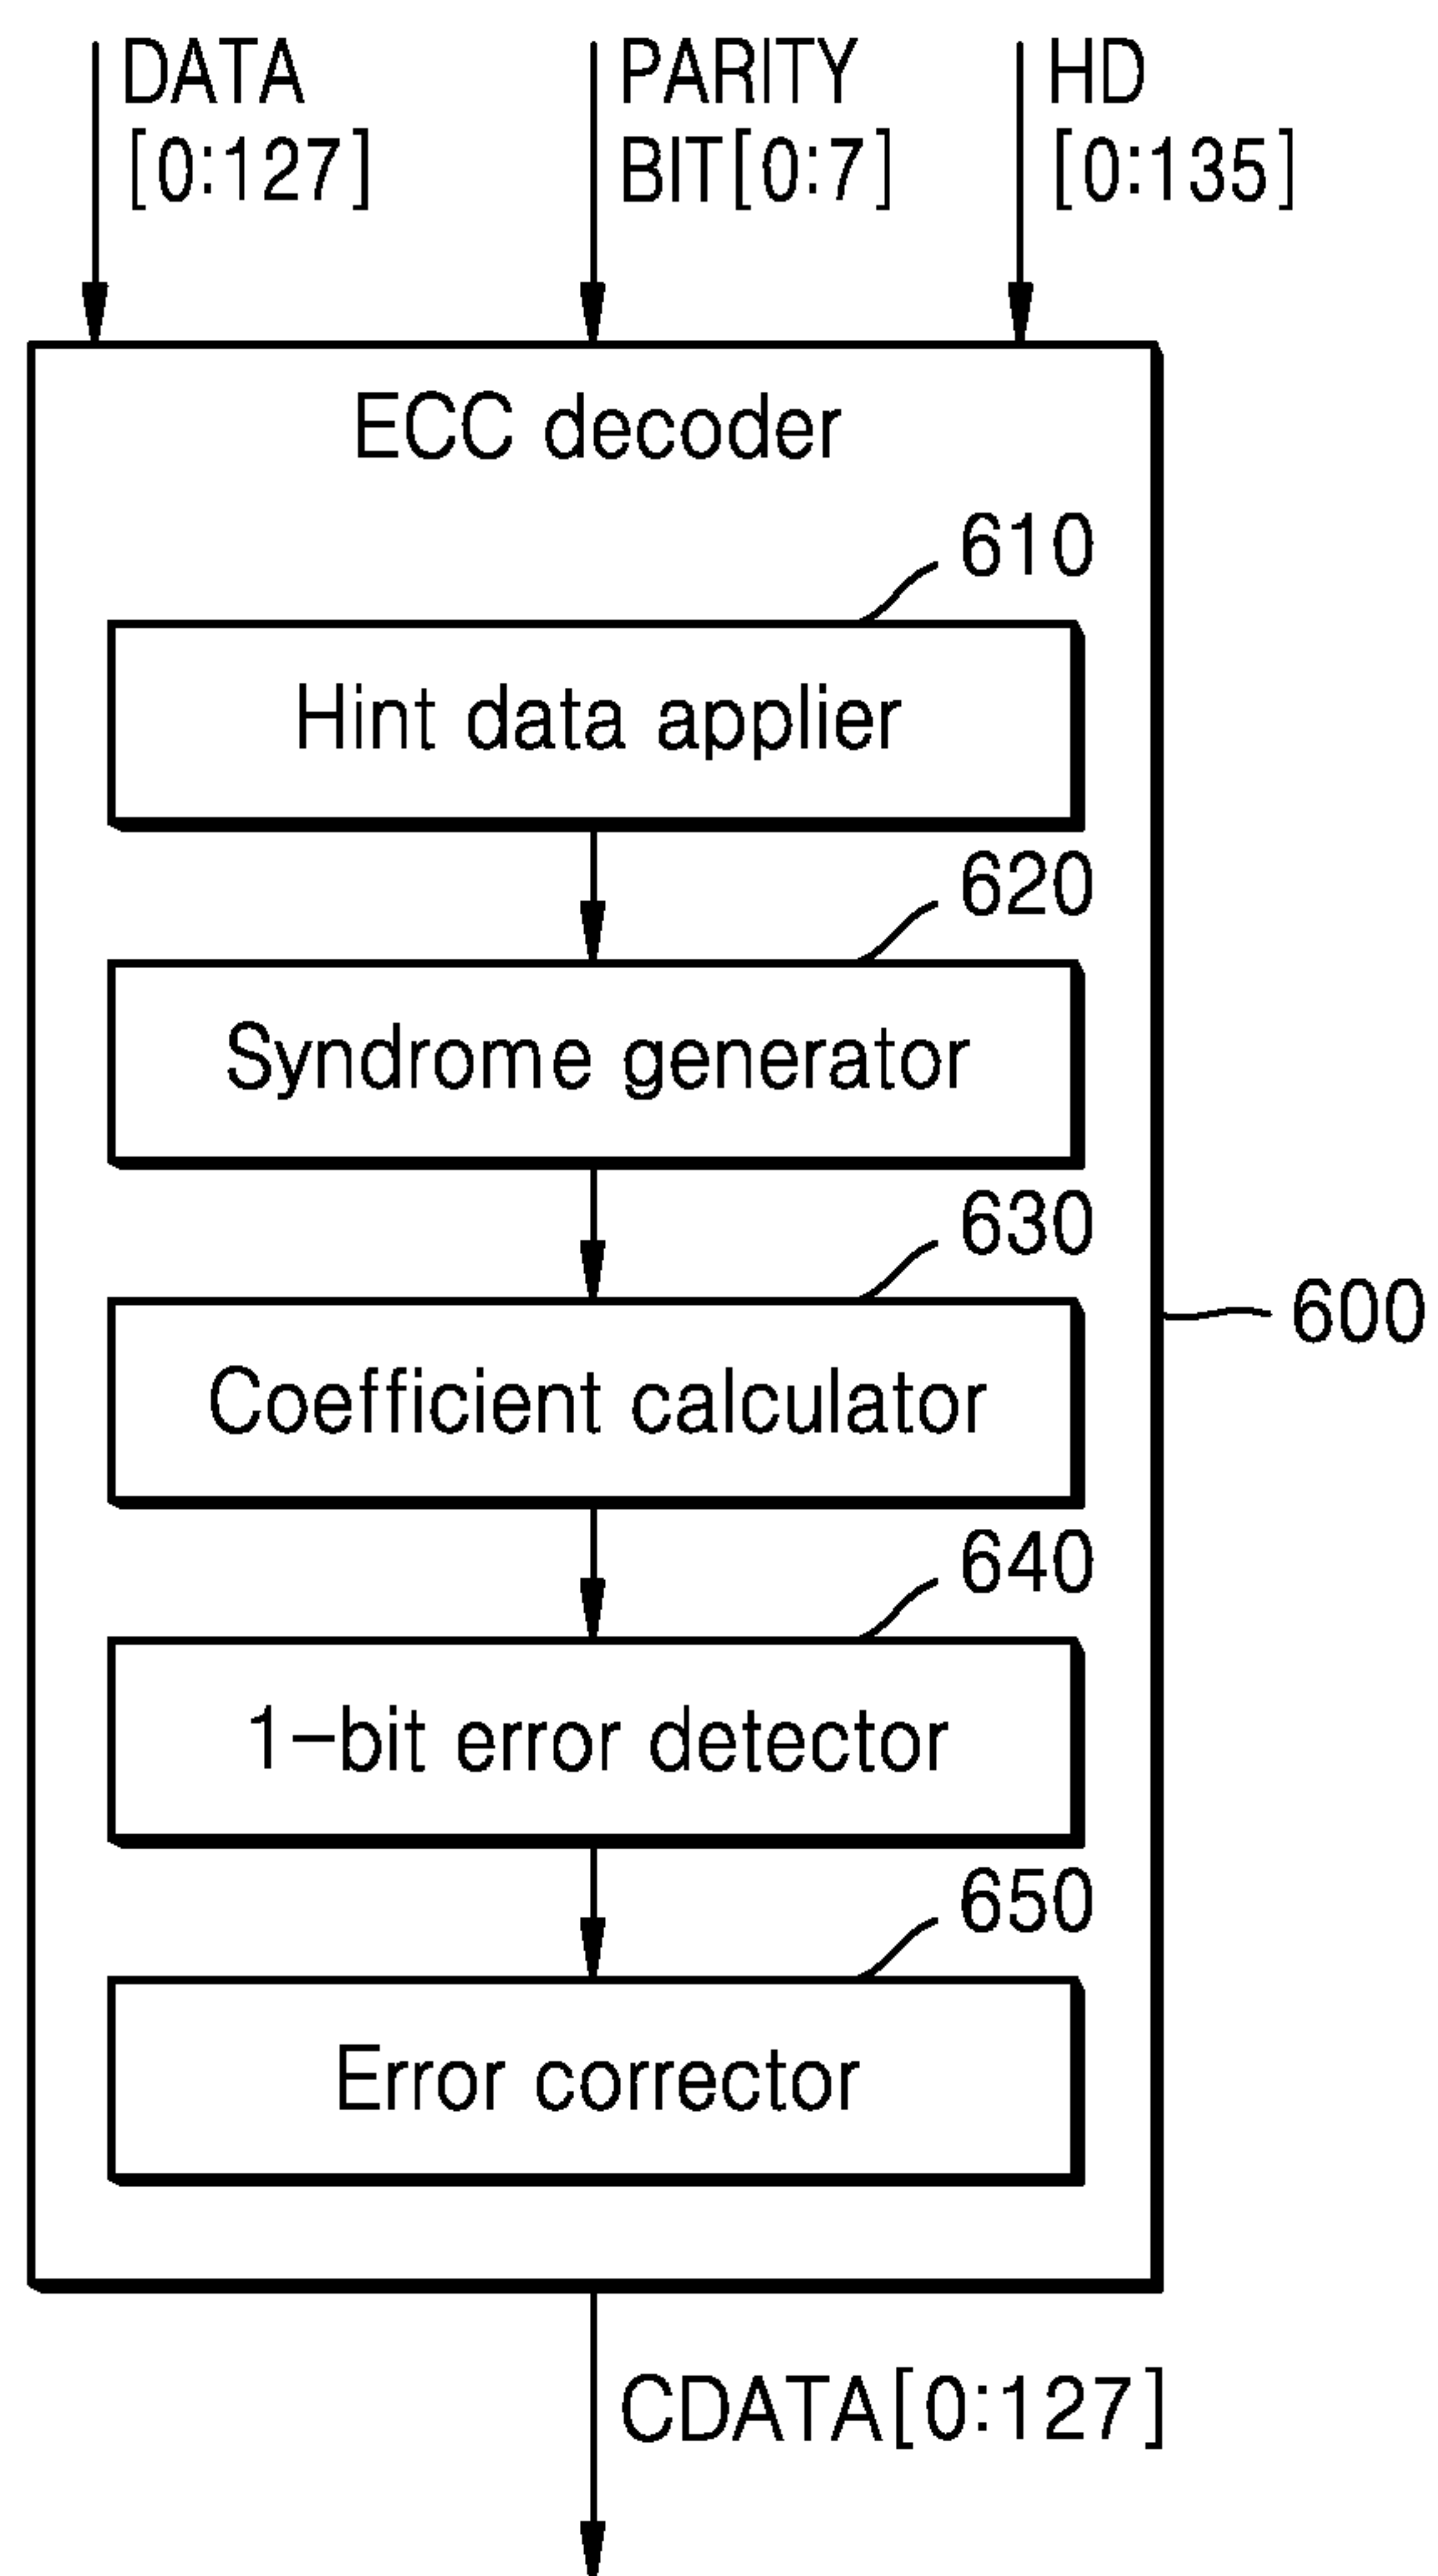 DATA
[0:127]
PARITY
BIT[0:7]
HD
[0:135]
ECC decoder
610
Hint data applier
620
Syndrome generator
630
Coefficient calculator
600
640
1-bit error detector
650
Error corrector
CDATA[0:127]